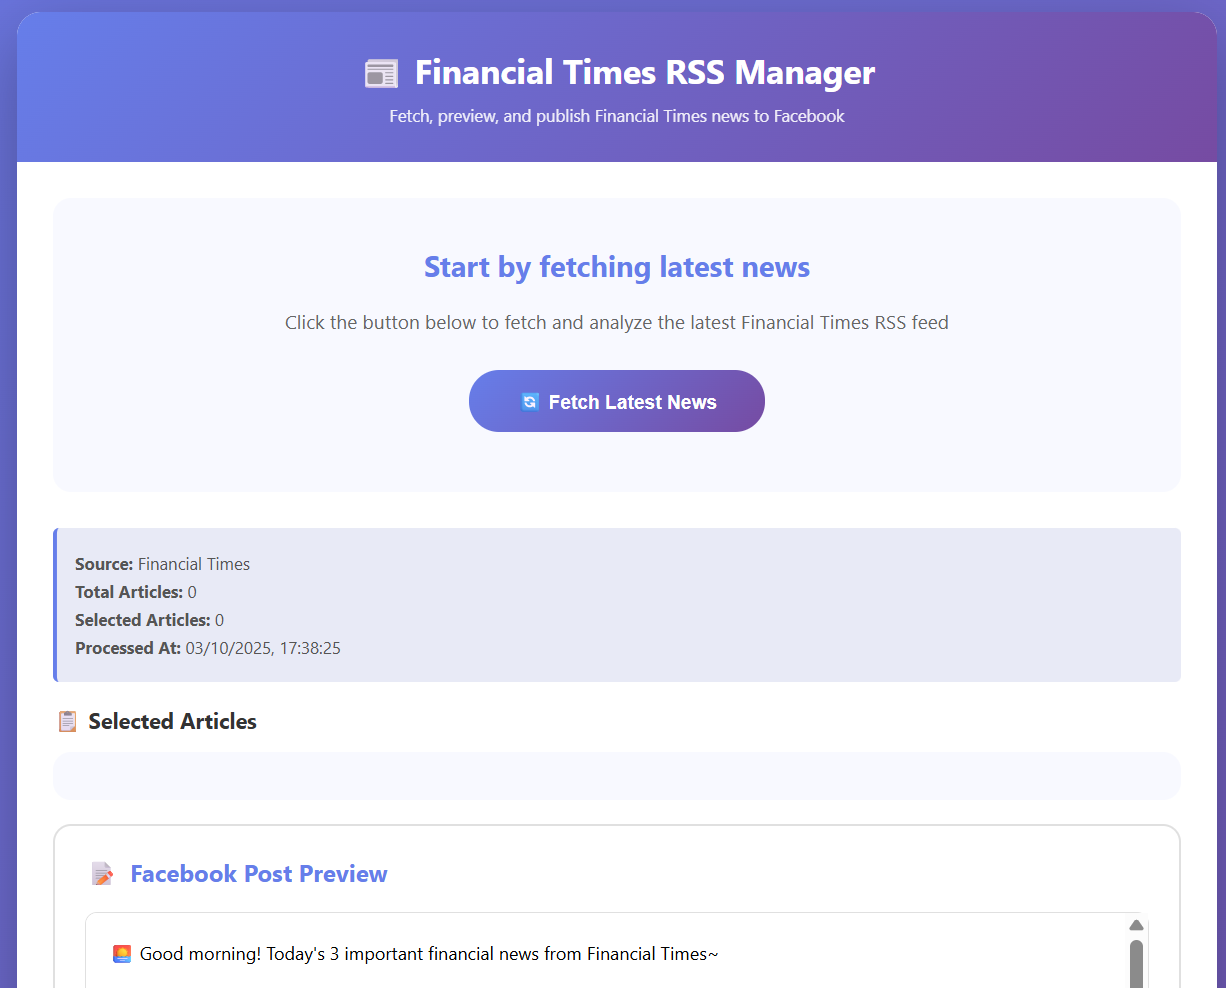 Financial Times RSS Manager
Fetch, preview, and publish Financial Times news to Facebook
Start by fetching latest news
Click the button below to fetch and analyze the latest Financial Times RSS feed
Fetch Latest News
Source: Financial Times
Total Articles: 0
Selected Articles: 0
Processed At: 03/10/2025, 17:38:25
Selected Articles
Facebook Post Preview
Good morning! Today's 3 important financial news from Financial Times~